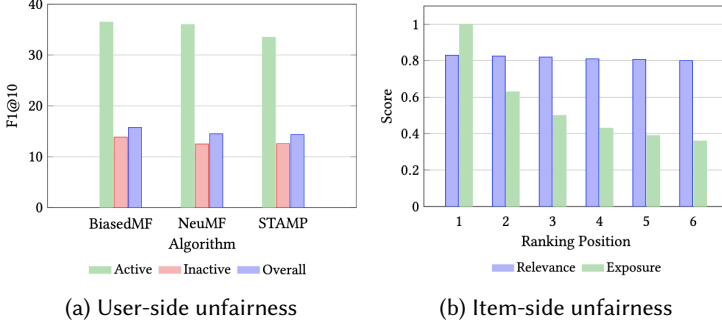 40
30
20
10
0
F1@10
BiasedMF NeuMF STAMP
Algorithm
Active Inactive Overall
(a) User-side unfairness
1
0.8
0.6
0.4
0.2
0
Score
1 2 3 4 5 6
Ranking Position
Relevance Exposure
(b) Item-side unfairness